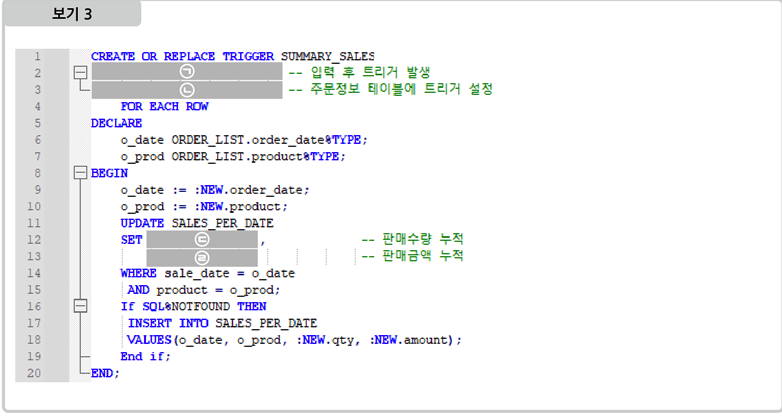 보기 3
1 CREATE OR REPLACE TRIGGER SUMMARY_SALES
2 ㉠ -- 입력 후 트리거 발생
3 ㉡ -- 주문정보 테이블에 트리거 설정
4 FOR EACH ROW
5 DECLARE
6 o_date ORDER_LIST.order_date%TYPE;
7 o_prod ORDER_LIST.product%TYPE;
8 BEGIN
9 o_date := :NEW.order_date;
10 o_prod := :NEW.product;
11 UPDATE SALES_PER_DATE
12 SET ㉢ , -- 판매수량 누적
13 ㉣ -- 판매금액 누적
14 WHERE sale_date = o_date
15 AND product = o_prod;
16 If SQL%NOTFOUND THEN
17 INSERT INTO SALES_PER_DATE
18 VALUES(o_date, o_prod, :NEW.qty, :NEW.amount);
19 End if;
20 END;